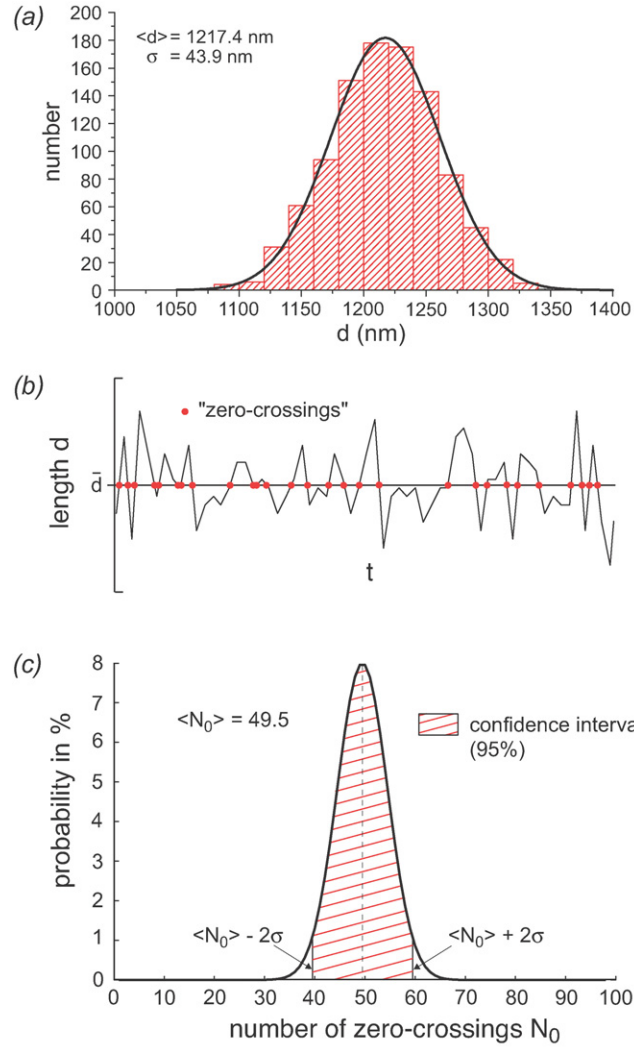 (a)
<d> = 1217.4 nm
σ = 43.9 nm
number
200
180
160
140
120
100
80
60
40
20
0
1000 1050 1100 1150 1200 1250 1300 1350 1400
d (nm)
(b)
"zero-crossings"
length d
d̄
t
(c)
probability in %
8
7
6
5
4
3
2
1
0
<N₀> = 49.5
confidence interva
(95%)
<N₀> - 2σ
<N₀> + 2σ
0 10 20 30 40 50 60 70 80 90 100
number of zero-crossings N₀